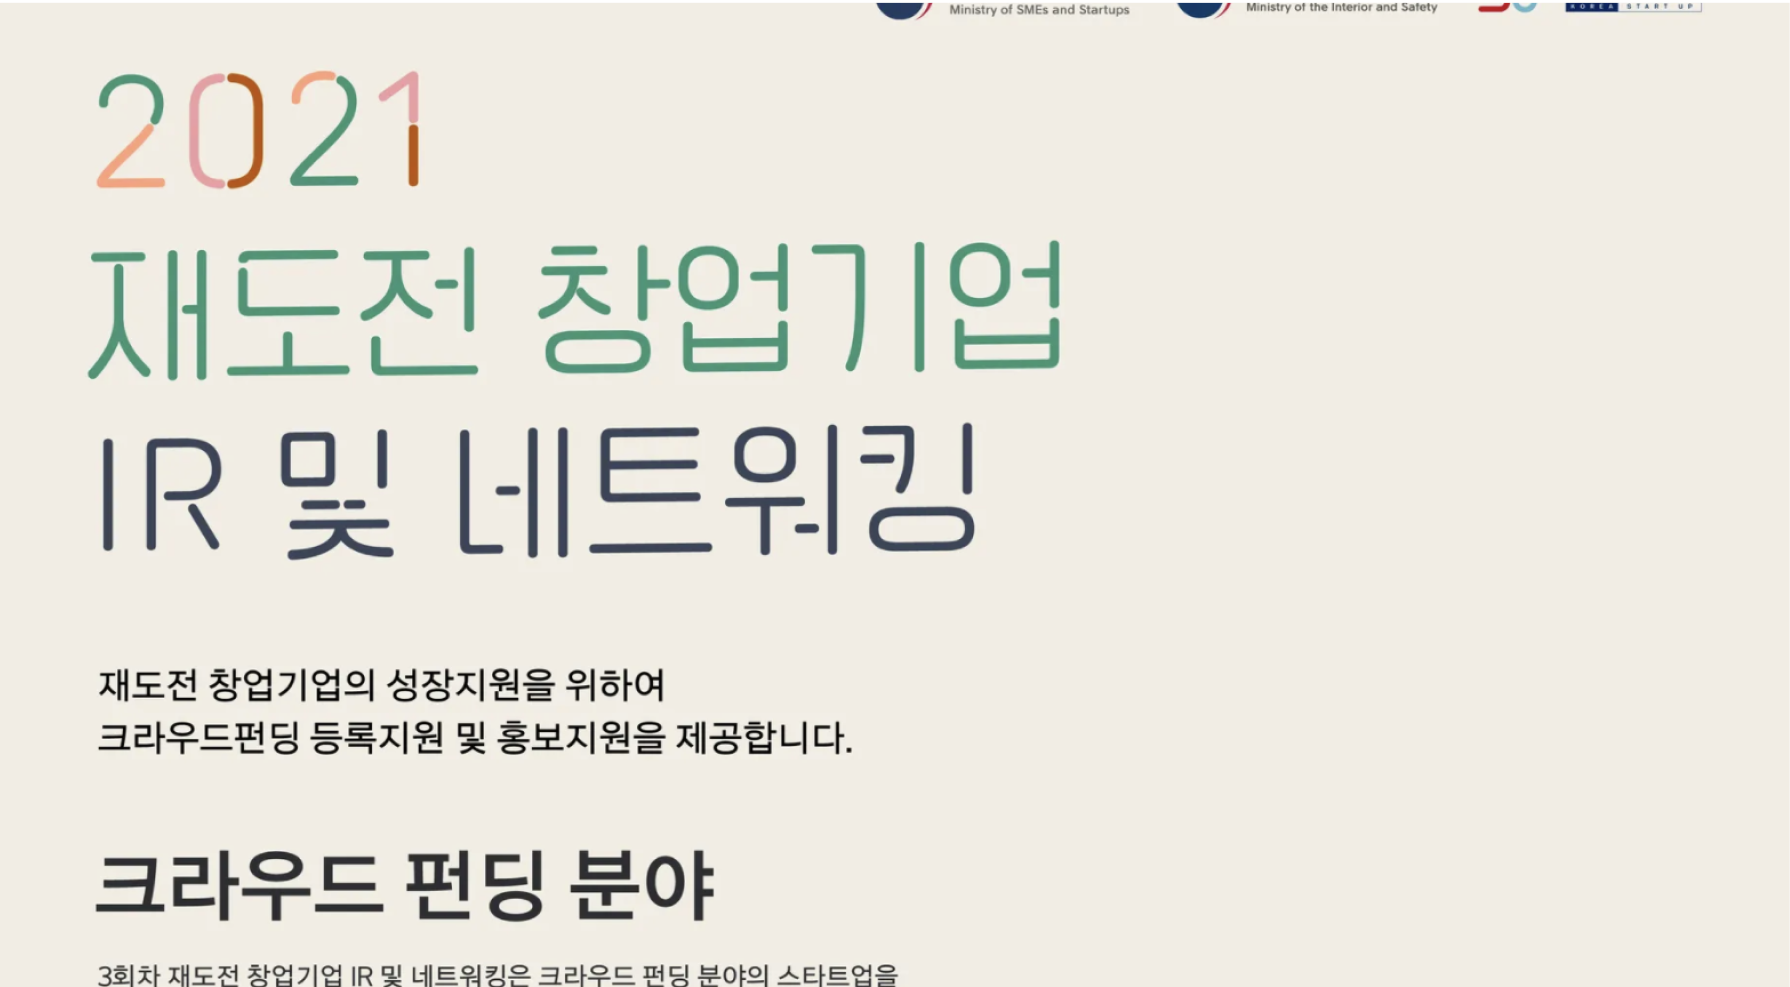 Ministry of SMEs and Startups
Ministry of the Interior and Safety
KOREA START UP
2021
재도전 창업기업
IR 및 네트워킹
재도전 창업기업의 성장지원을 위하여
크라우드펀딩 등록지원 및 홍보지원을 제공합니다.
크라우드 펀딩 분야
3회차 재도전 창업기업 IR 및 네트워킹은 크라우드 펀딩 분야의 스타트업을